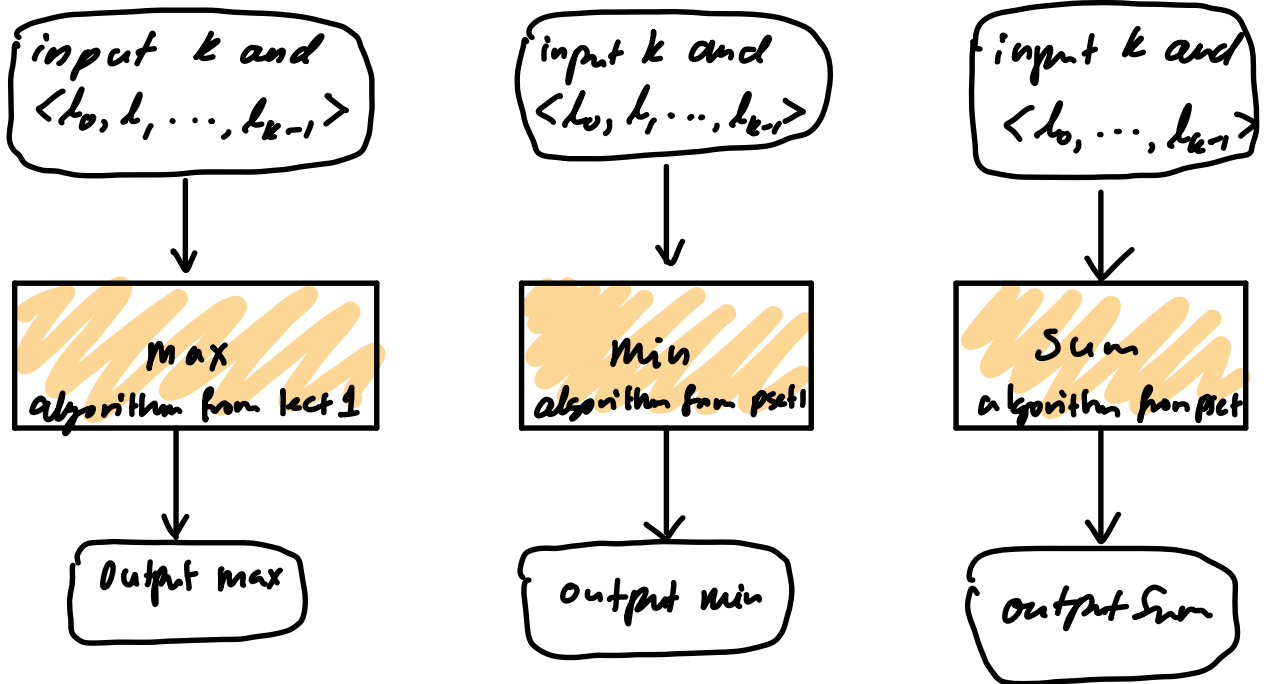 input k and
<l₀, l₁, ..., lₖ₋₁>
max
algorithm from lect 1
output max
input k and
<l₀, l₁, ..., lₖ₋₁>
min
algorithm from pset1
output min
input k and
<l₀, ..., lₖ₋₁>
Sum
algorithm from pset
output Sum